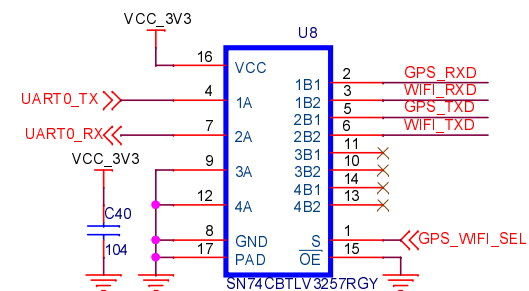 VCC_3V3
U8
16 VCC
1B1 2 GPS_RXD
UART0_TX 4 1A
1B2 3 WIFI_RXD
2B1 5 GPS_TXD
UART0_RX 7 2A
2B2 6 WIFI_TXD
VCC_3V3
3B1 11
9 3A
3B2 10
4B1 14
12 4A
4B2 13
C40
104
8 GND
S 1 GPS_WIFI_SEL
17 PAD
OE 15
SN74CBTLV3257RGY